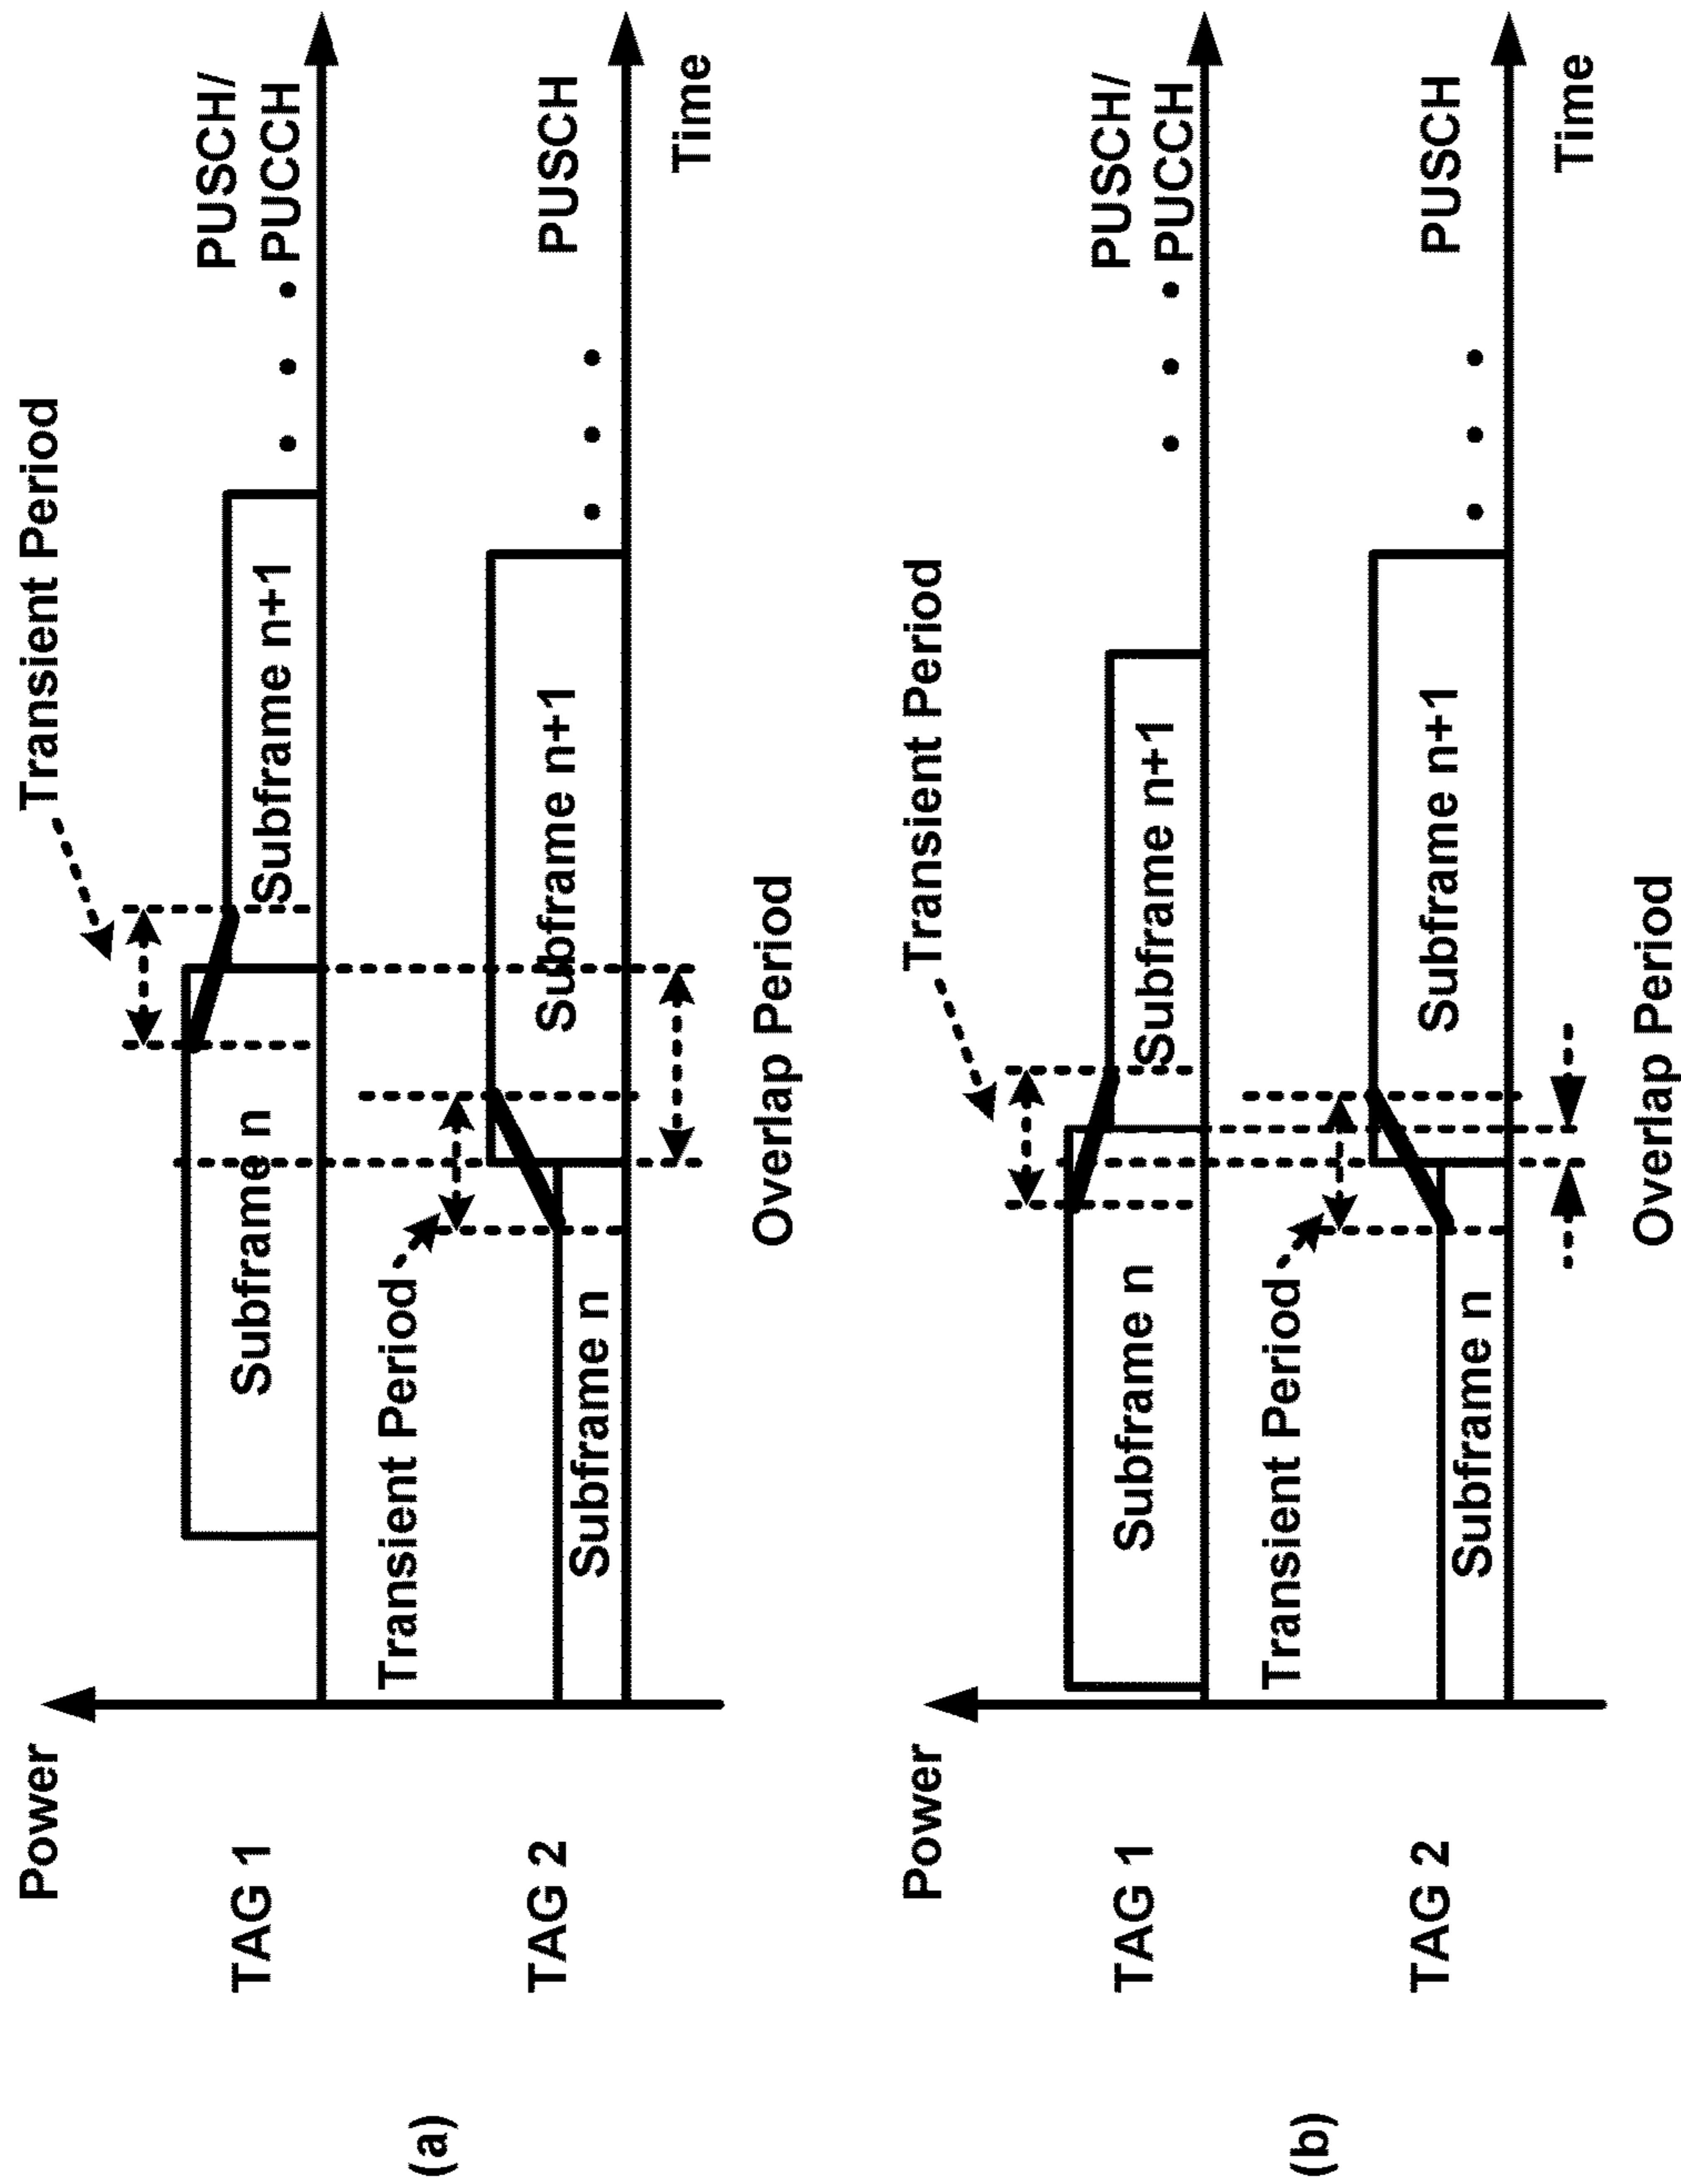 (a)
Power
Transient Period
TAG 1
Subframe n
Subframe n+1
PUSCH/
PUCCH
Transient Period
TAG 2
Subframe n
Subframe n+1
PUSCH
Time
Overlap Period
(b)
Power
Transient Period
TAG 1
Subframe n
Subframe n+1
PUSCH/
PUCCH
Transient Period
TAG 2
Subframe n
Subframe n+1
PUSCH
Time
Overlap Period